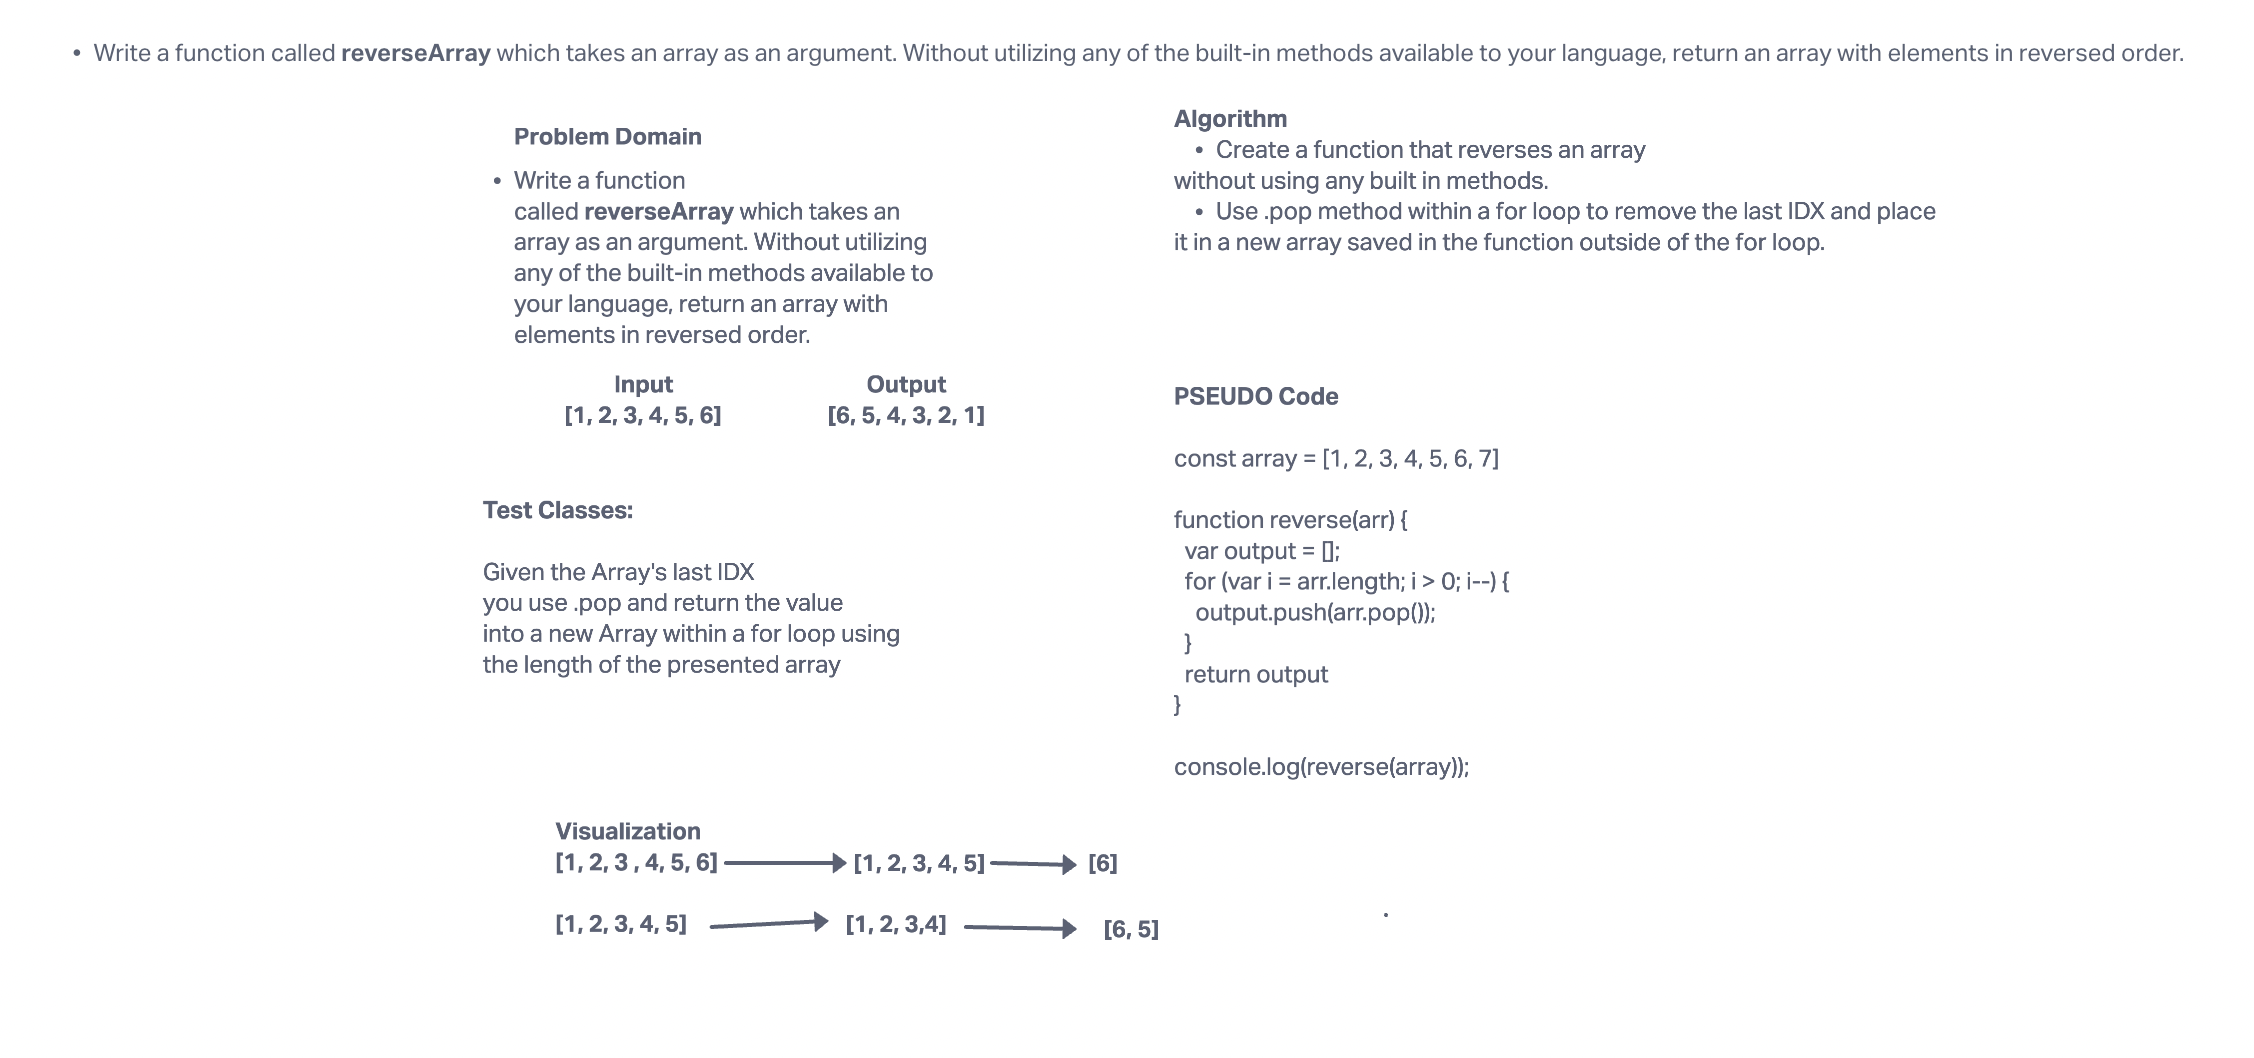 • Write a function called reverseArray which takes an array as an argument. Without utilizing any of the built-in methods available to your language, return an array with elements in reversed order.
Problem Domain
• Write a function
called reverseArray which takes an
array as an argument. Without utilizing
any of the built-in methods available to
your language, return an array with
elements in reversed order.
Input
Output
[1, 2, 3, 4, 5, 6]
[6, 5, 4, 3, 2, 1]
Test Classes:
Given the Array's last IDX
you use .pop and return the value
into a new Array within a for loop using
the length of the presented array
Algorithm
• Create a function that reverses an array
without using any built in methods.
• Use .pop method within a for loop to remove the last IDX and place
it in a new array saved in the function outside of the for loop.
PSEUDO Code
const array = [1, 2, 3, 4, 5, 6, 7]
function reverse(arr) {
  var output = [];
  for (var i = arr.length; i > 0; i--) {
    output.push(arr.pop());
  }
  return output
}
console.log(reverse(array));
Visualization
[1, 2, 3 , 4, 5, 6] [1, 2, 3, 4, 5] [6]
[1, 2, 3, 4, 5] [1, 2, 3,4] [6, 5]
.